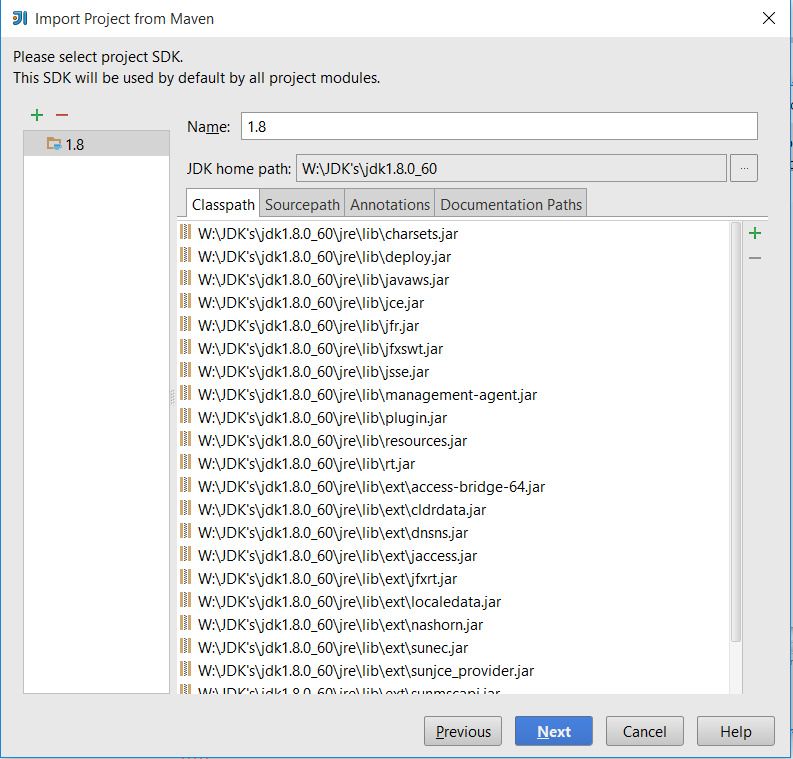 Import Project from Maven
Please select project SDK.
This SDK will be used by default by all project modules.
1.8
Name: 1.8
JDK home path: W:\JDK's\jdk1.8.0_60 ...
Classpath Sourcepath Annotations Documentation Paths
W:\JDK's\jdk1.8.0_60\jre\lib\charsets.jar
W:\JDK's\jdk1.8.0_60\jre\lib\deploy.jar
W:\JDK's\jdk1.8.0_60\jre\lib\javaws.jar
W:\JDK's\jdk1.8.0_60\jre\lib\jce.jar
W:\JDK's\jdk1.8.0_60\jre\lib\jfr.jar
W:\JDK's\jdk1.8.0_60\jre\lib\jfxswt.jar
W:\JDK's\jdk1.8.0_60\jre\lib\jsse.jar
W:\JDK's\jdk1.8.0_60\jre\lib\management-agent.jar
W:\JDK's\jdk1.8.0_60\jre\lib\plugin.jar
W:\JDK's\jdk1.8.0_60\jre\lib\resources.jar
W:\JDK's\jdk1.8.0_60\jre\lib\rt.jar
W:\JDK's\jdk1.8.0_60\jre\lib\ext\access-bridge-64.jar
W:\JDK's\jdk1.8.0_60\jre\lib\ext\cldrdata.jar
W:\JDK's\jdk1.8.0_60\jre\lib\ext\dnsns.jar
W:\JDK's\jdk1.8.0_60\jre\lib\ext\jaccess.jar
W:\JDK's\jdk1.8.0_60\jre\lib\ext\jfxrt.jar
W:\JDK's\jdk1.8.0_60\jre\lib\ext\localedata.jar
W:\JDK's\jdk1.8.0_60\jre\lib\ext\nashorn.jar
W:\JDK's\jdk1.8.0_60\jre\lib\ext\sunec.jar
W:\JDK's\jdk1.8.0_60\jre\lib\ext\sunjce_provider.jar
W:\JDK's\jdk1.8.0_60\jre\lib\ext\sunmscapi.jar
Previous Next Cancel Help